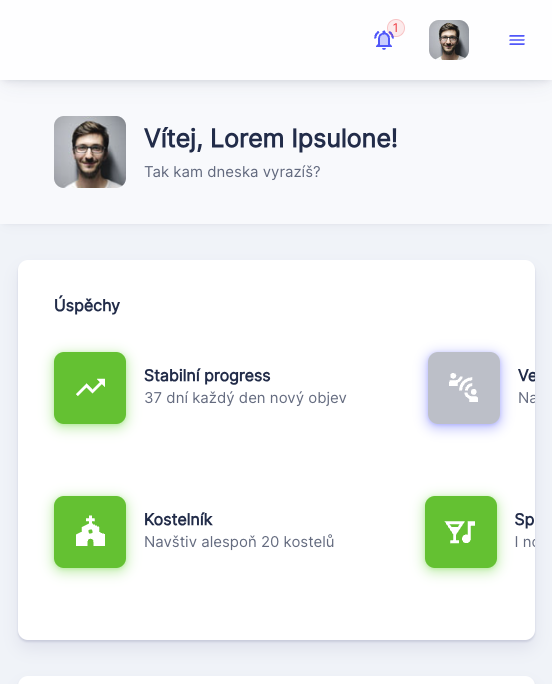 1
Vítej, Lorem Ipsulone!
Tak kam dneska vyrazíš?
Úspěchy
Stabilní progress
37 dní každý den nový objev
Kostelník
Navštiv alespoň 20 kostelů